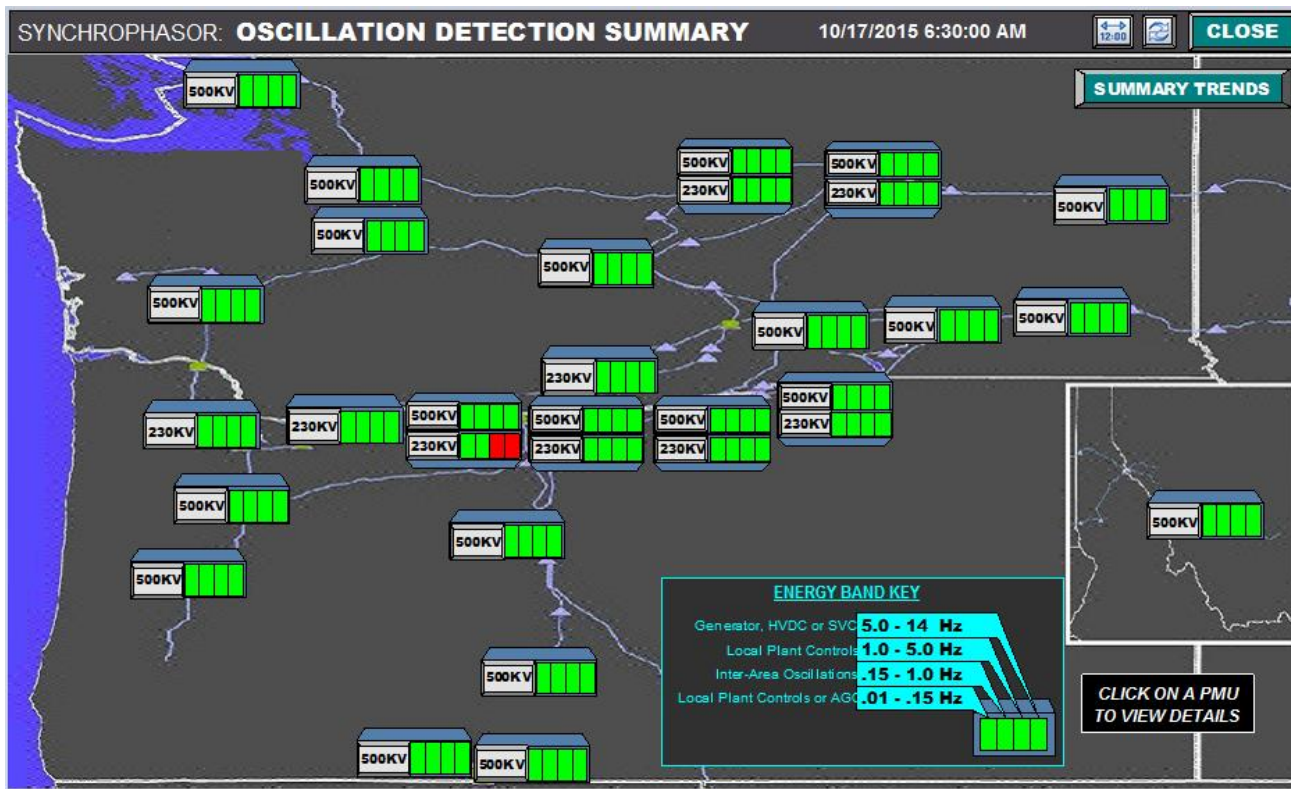 SYNCHROPHASOR: OSCILLATION DETECTION SUMMARY 10/17/2015 6:30:00 AM 12:00 CLOSE
SUMMARY TRENDS
500KV
500KV 500KV
500KV 230KV 230KV
500KV
500KV
500KV
500KV
500KV
500KV
500KV
500KV
230KV
500KV
230KV
230KV
230KV
500KV
230KV
500KV
230KV
500KV
230KV
500KV
500KV
500KV
500KV
500KV
500KV
500KV
ENERGY BAND KEY
Generator, HVDC or SVC 5.0 - 14 Hz
Local Plant Controls 1.0 - 5.0 Hz
Inter-Area Oscillations .15 - 1.0 Hz
Local Plant Controls or AGC .01 - .15 Hz
CLICK ON A PMU
TO VIEW DETAILS